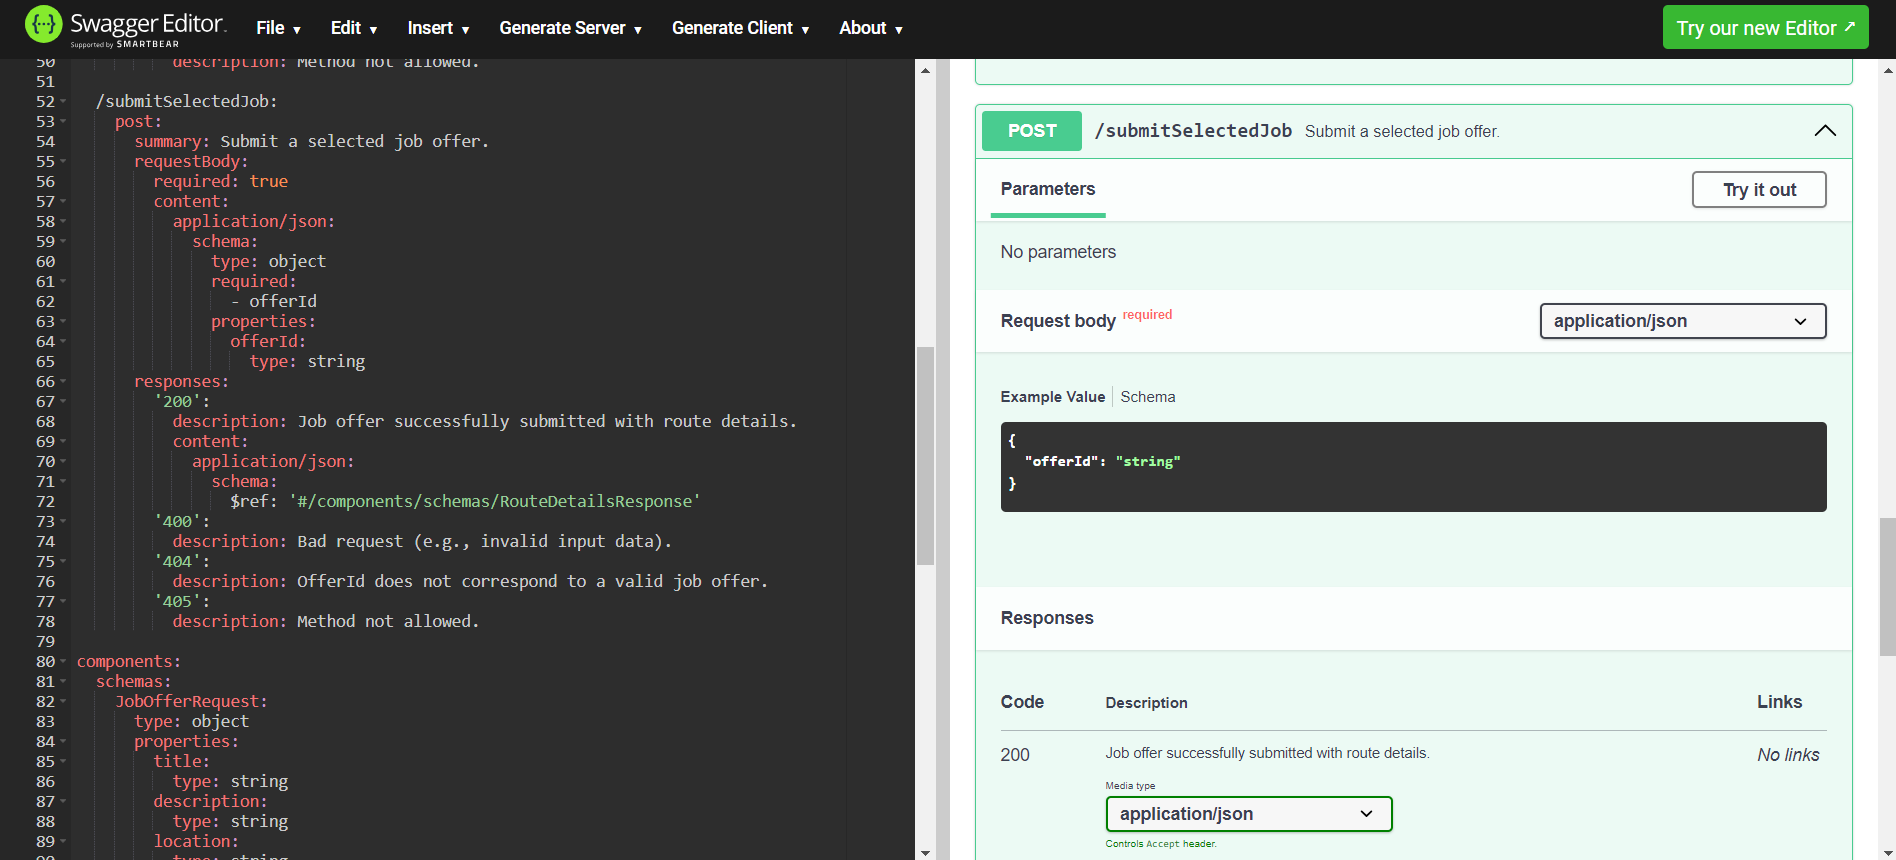 Swagger Editor.
Supported by SMARTBEAR
File
Edit
Insert
Generate Server
Generate Client
About
Try our new Editor ↗
50 description: Method not allowed.
51
52 /submitSelectedJob:
53 post:
54 summary: Submit a selected job offer.
55 requestBody:
56 required: true
57 content:
58 application/json:
59 schema:
60 type: object
61 required:
62 - offerId
63 properties:
64 offerId:
65 type: string
66 responses:
67 '200':
68 description: Job offer successfully submitted with route details.
69 content:
70 application/json:
71 schema:
72 $ref: '#/components/schemas/RouteDetailsResponse'
73 '400':
74 description: Bad request (e.g., invalid input data).
75 '404':
76 description: OfferId does not correspond to a valid job offer.
77 '405':
78 description: Method not allowed.
79
80 components:
81 schemas:
82 JobOfferRequest:
83 type: object
84 properties:
85 title:
86 type: string
87 description:
88 type: string
89 location:
90 type: string
POST /submitSelectedJob Submit a selected job offer.
Parameters
Try it out
No parameters
Request body required
application/json
Example Value
Schema
{
"offerId": "string"
}
Responses
Code Description Links
200 Job offer successfully submitted with route details. No links
Media type
application/json
Controls Accept header.